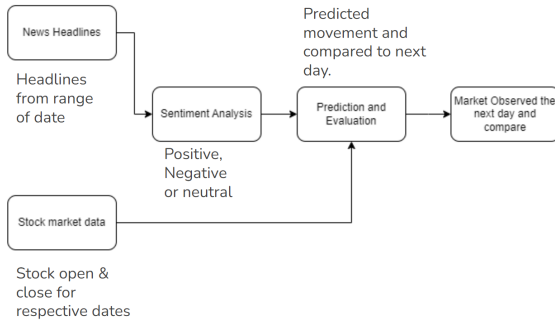 News Headlines
Headlines
from range
of date
Sentiment Analysis
Positive,
Negative
or neutral
Predicted
movement and
compared to next
day.
Prediction and
Evaluation
Market Observed the
next day and
compare
Stock market data
Stock open &
close for
respective dates